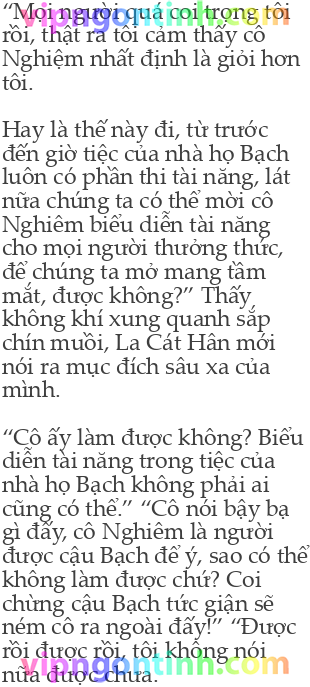 “Mọi người quá coi trọng tôi
rồi, thật ra tôi cảm thấy cô
Nghiệm nhất định là giỏi hơn
tôi.
Hay là thế này đi, từ trước
đến giờ tiệc của nhà họ Bạch
luôn có phần thi tài năng, lát
nữa chúng ta có thể mời cô
Nghiêm biểu diễn tài năng
cho mọi người thưởng thức,
để chúng ta mở mang tầm
mắt, được không?” Thấy
không khí xung quanh sắp
chín muồi, La Cát Hân mới
nói ra mục đích sâu xa của
mình.
“Cô ấy làm được không? Biểu
diễn tài năng trong tiệc của
nhà họ Bạch không phải ai
cũng có thể.” “Cô nói bậy bạ
gì đấy, cô Nghiêm là người
được cậu Bạch để ý, sao có thể
không làm được chứ? Coi
chừng cậu Bạch tức giận sẽ
ném cô ra ngoài đấy!” “Được
rồi được rồi, tôi không nói
nữa được chưa.
vipngontinh.com
vipngontinh.com